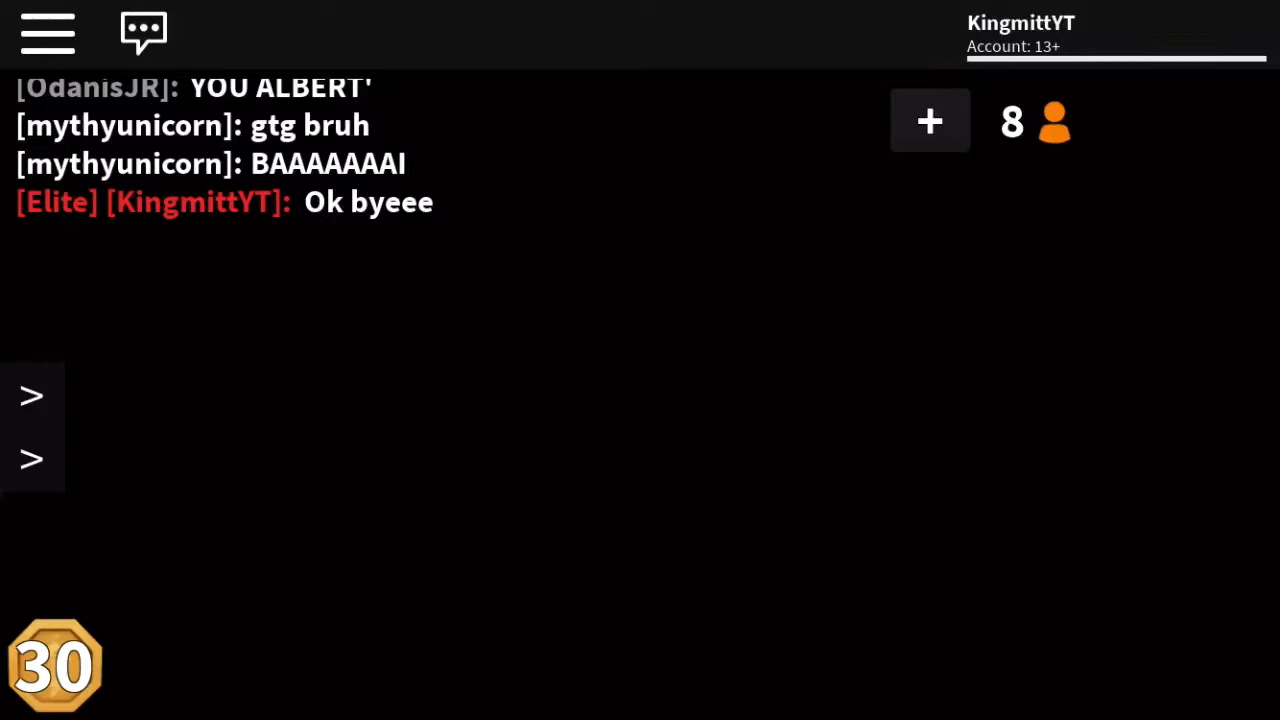 KingmittYT
Account: 13+
[OdanisJR]: YOU ALBERT'
[mythyunicorn]: gtg bruh
[mythyunicorn]: BAAAAAAAI
[Elite] [KingmittYT]: Ok byeee
+ 8
>
>
30